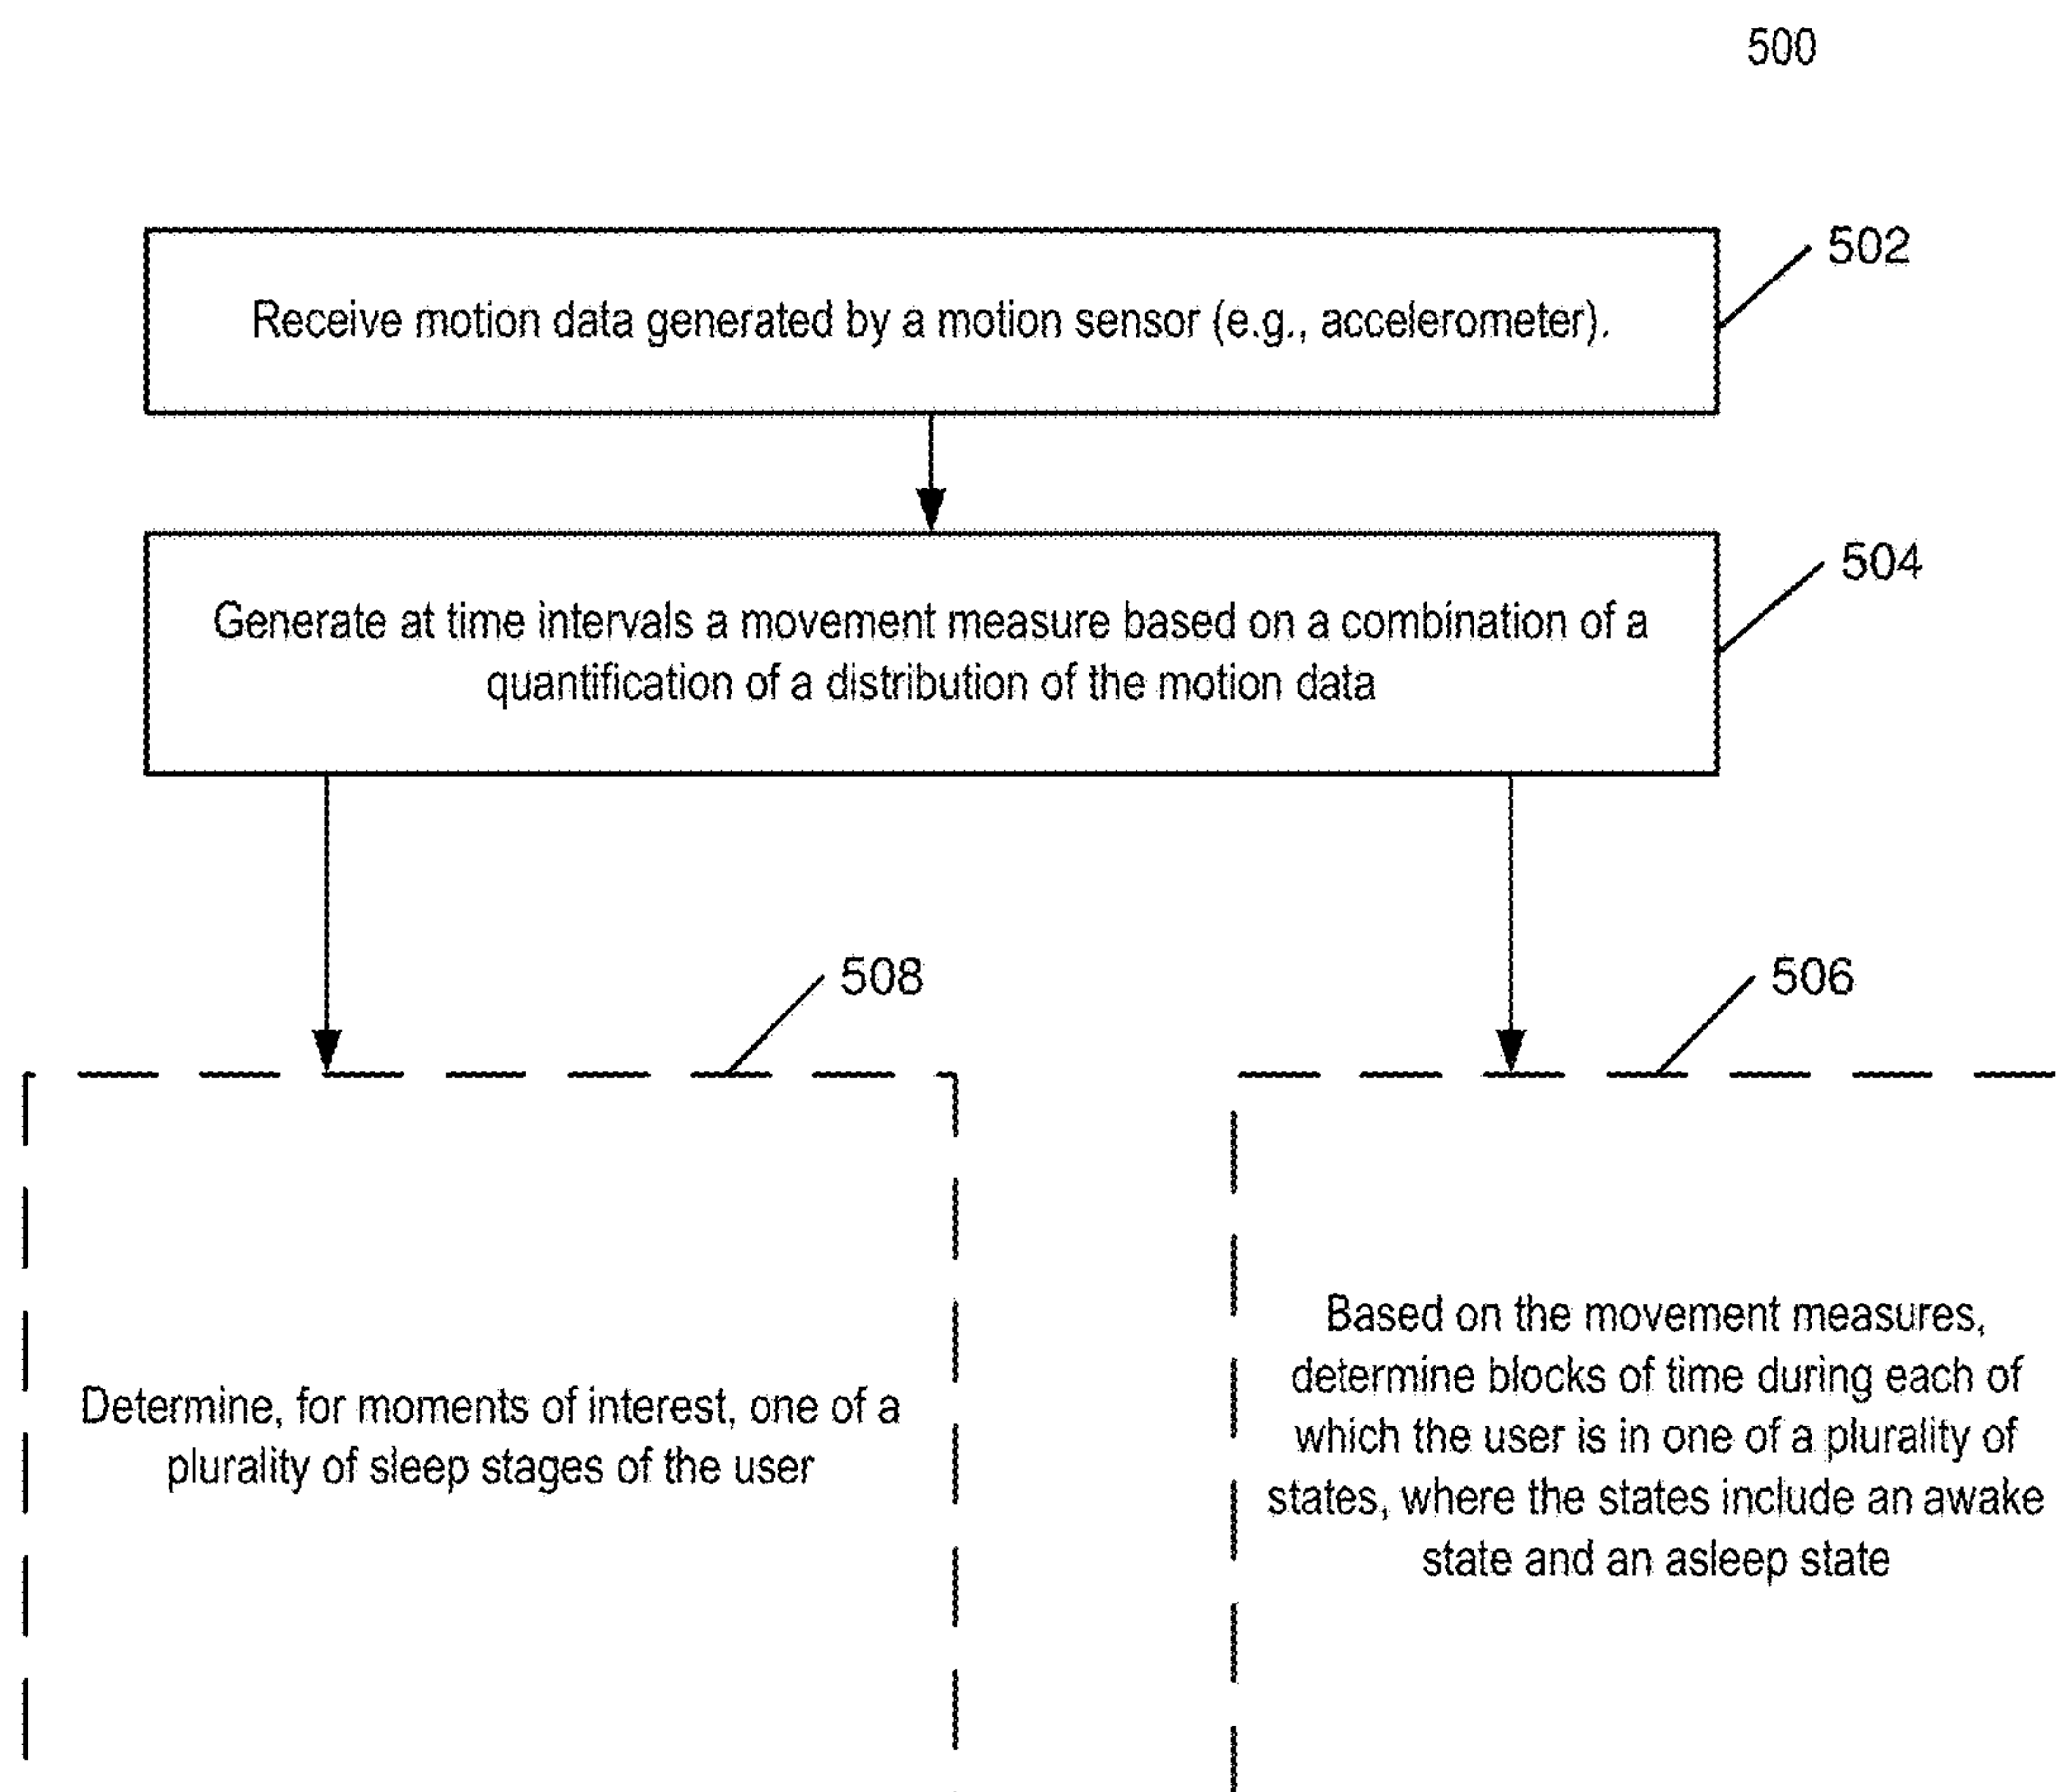 500
502
Receive motion data generated by a motion sensor (e.g., accelerometer).
504
Generate at time intervals a movement measure based on a combination of a
quantification of a distribution of the motion data
508
506
Determine, for moments of interest, one of a
plurality of sleep stages of the user
Based on the movement measures,
determine blocks of time during each of
which the user is in one of a plurality of
states, where the states include an awake
state and an asleep state